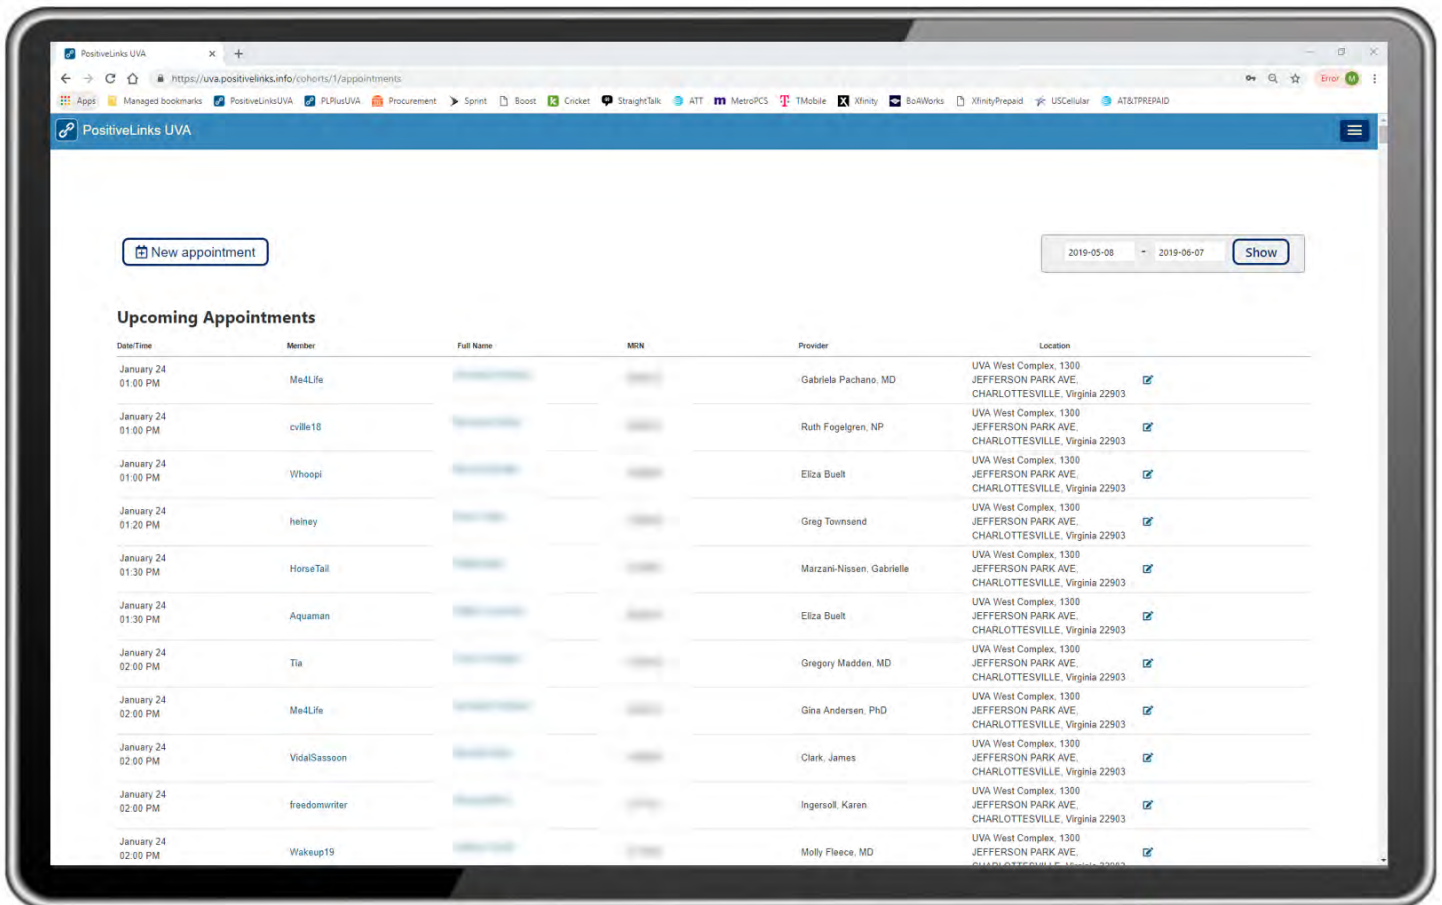 PositiveLinks UVA
https://uva.positivelinks.info/cohorts/1/appointments
Error M
Apps Managed bookmarks PositiveLinksUVA PLPlusUVA Procurement Sprint Boost Cricket StraightTalk ATT MetroPCS TMobile Xfinity BoAWorks XfinityPrepaid USCellular AT&TPREPAID
PositiveLinks UVA
New appointment
2019-05-08 - 2019-06-07 Show
Upcoming Appointments
Date/Time Member Full Name MRN Provider Location
January 24
01:00 PM
Me4Life
Gabriela Pachano, MD
UVA West Complex, 1300
JEFFERSON PARK AVE,
CHARLOTTESVILLE, Virginia 22903
January 24
01:00 PM
cville18
Ruth Fogelgren, NP
UVA West Complex, 1300
JEFFERSON PARK AVE,
CHARLOTTESVILLE, Virginia 22903
January 24
01:00 PM
Whoopi
Eliza Buelt
UVA West Complex, 1300
JEFFERSON PARK AVE,
CHARLOTTESVILLE, Virginia 22903
January 24
01:20 PM
heiney
Greg Townsend
UVA West Complex, 1300
JEFFERSON PARK AVE,
CHARLOTTESVILLE, Virginia 22903
January 24
01:30 PM
HorseTail
Marzani-Nissen, Gabrielle
UVA West Complex, 1300
JEFFERSON PARK AVE,
CHARLOTTESVILLE, Virginia 22903
January 24
01:30 PM
Aquaman
Eliza Buelt
UVA West Complex, 1300
JEFFERSON PARK AVE,
CHARLOTTESVILLE, Virginia 22903
January 24
02:00 PM
Tia
Gregory Madden, MD
UVA West Complex, 1300
JEFFERSON PARK AVE,
CHARLOTTESVILLE, Virginia 22903
January 24
02:00 PM
Me4Life
Gina Andersen, PhD
UVA West Complex, 1300
JEFFERSON PARK AVE,
CHARLOTTESVILLE, Virginia 22903
January 24
02:00 PM
VidalSassoon
Clark, James
UVA West Complex, 1300
JEFFERSON PARK AVE,
CHARLOTTESVILLE, Virginia 22903
January 24
02:00 PM
freedomwriter
Ingersoll, Karen
UVA West Complex, 1300
JEFFERSON PARK AVE,
CHARLOTTESVILLE, Virginia 22903
January 24
02:00 PM
Wakeup19
Molly Fleece, MD
UVA West Complex, 1300
JEFFERSON PARK AVE,